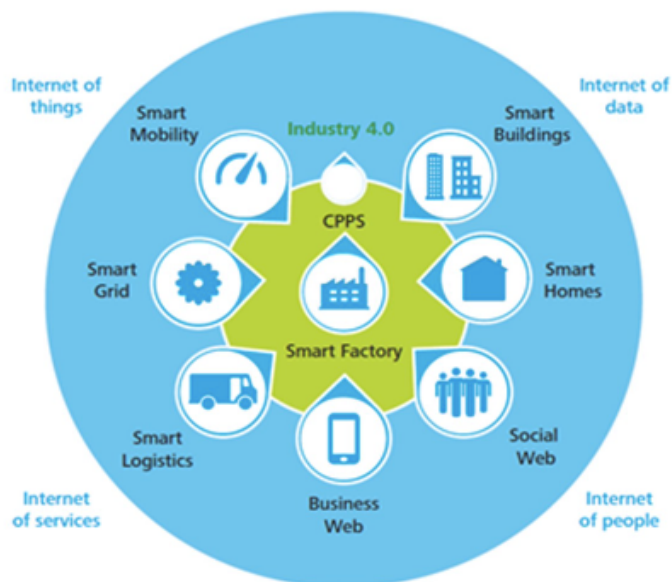 Internet of
things
Internet of
data
Smart
Mobility
Industry 4.0
Smart
Buildings
CPPS
Smart
Grid
Smart
Homes
Smart Factory
Smart
Logistics
Social
Web
Business
Web
Internet
of services
Internet
of people